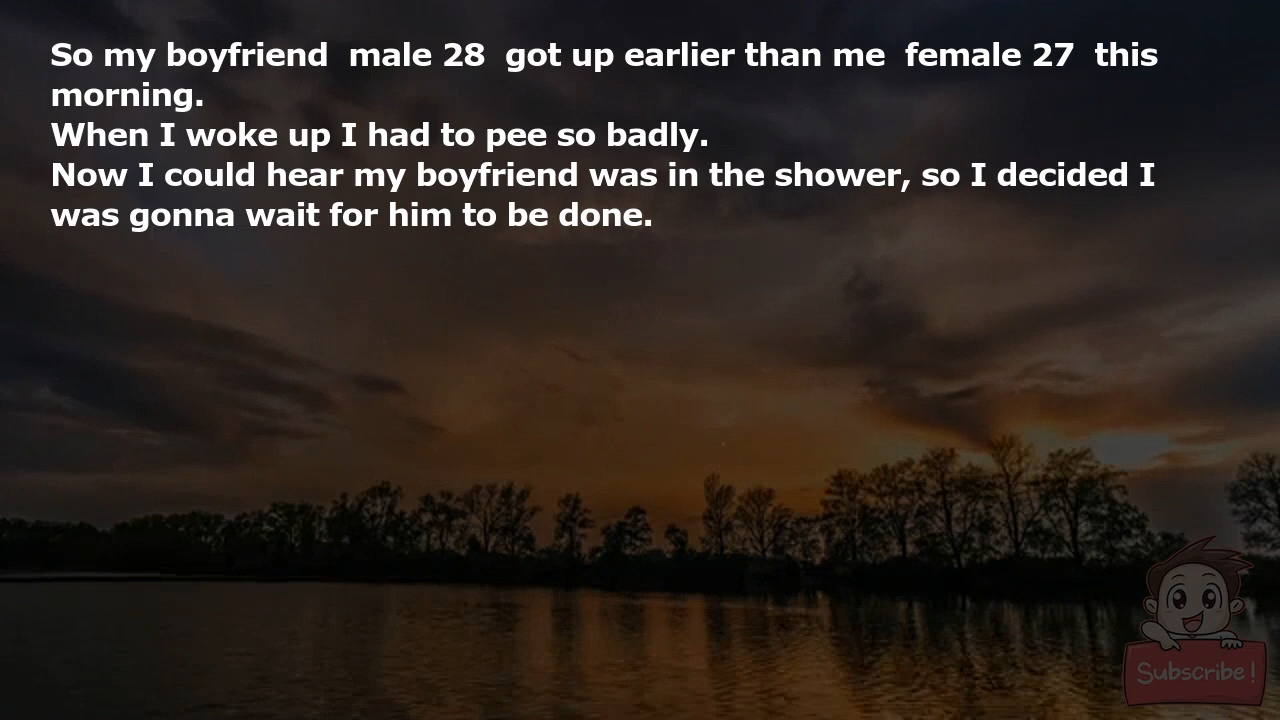 So my boyfriend  male 28  got up earlier than me  female 27  this
morning.
When I woke up I had to pee so badly.
Now I could hear my boyfriend was in the shower, so I decided I
was gonna wait for him to be done.
Subscribe!